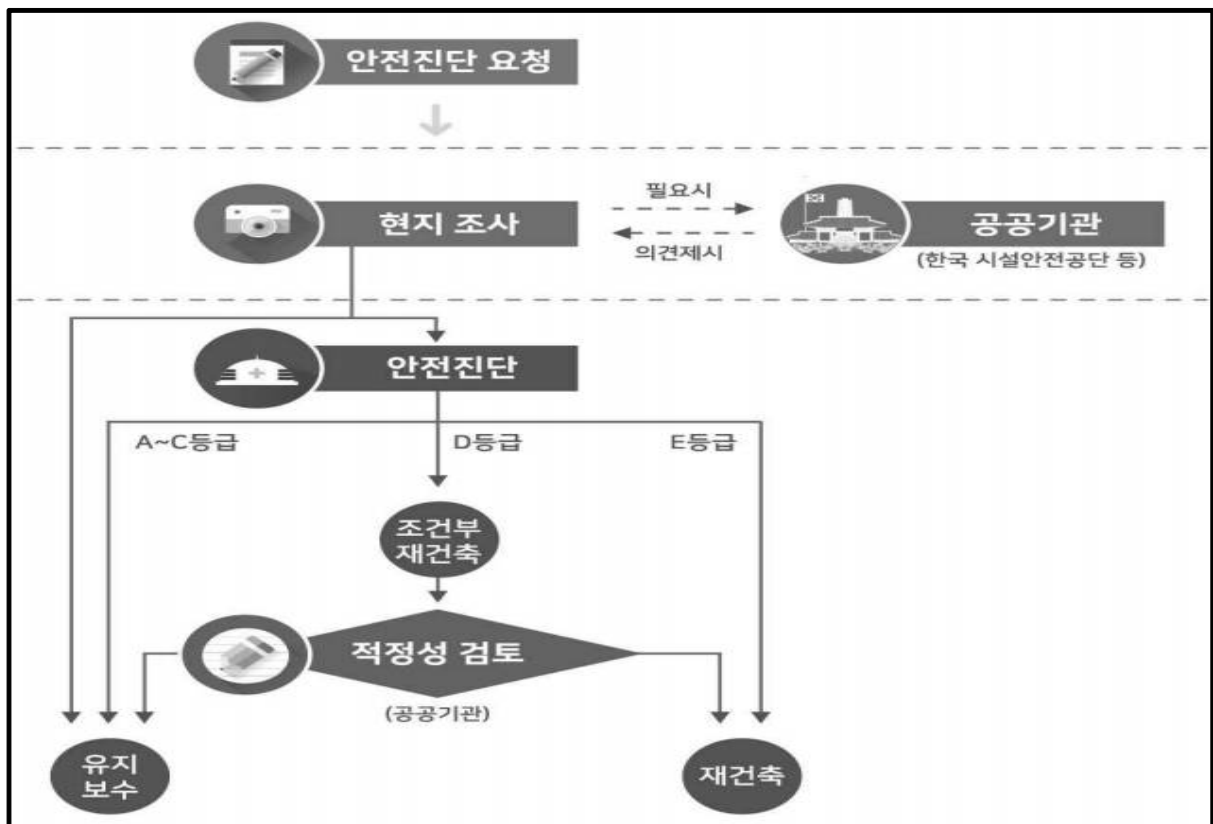 안전진단 요청
필요시
현지 조사
공공기관
의견제시
(한국 시설안전공단 등)
안전진단
A~C등급
D등급
E등급
조건부
재건축
적정성 검토
(공공기관)
유지
보수
재건축